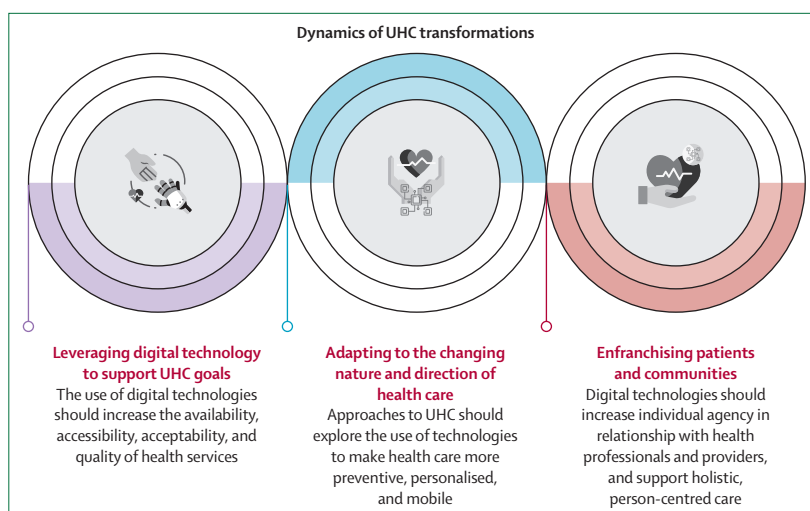 Dynamics of UHC transformations
Leveraging digital technology
to support UHC goals
The use of digital technologies
should increase the availability,
accessibility, acceptability, and
quality of health services
Adapting to the changing
nature and direction of
health care
Approaches to UHC should
explore the use of technologies
to make health care more
preventive, personalised,
and mobile
Enfranchising patients
and communities
Digital technologies should
increase individual agency in
relationship with health
professionals and providers,
and support holistic,
person-centred care